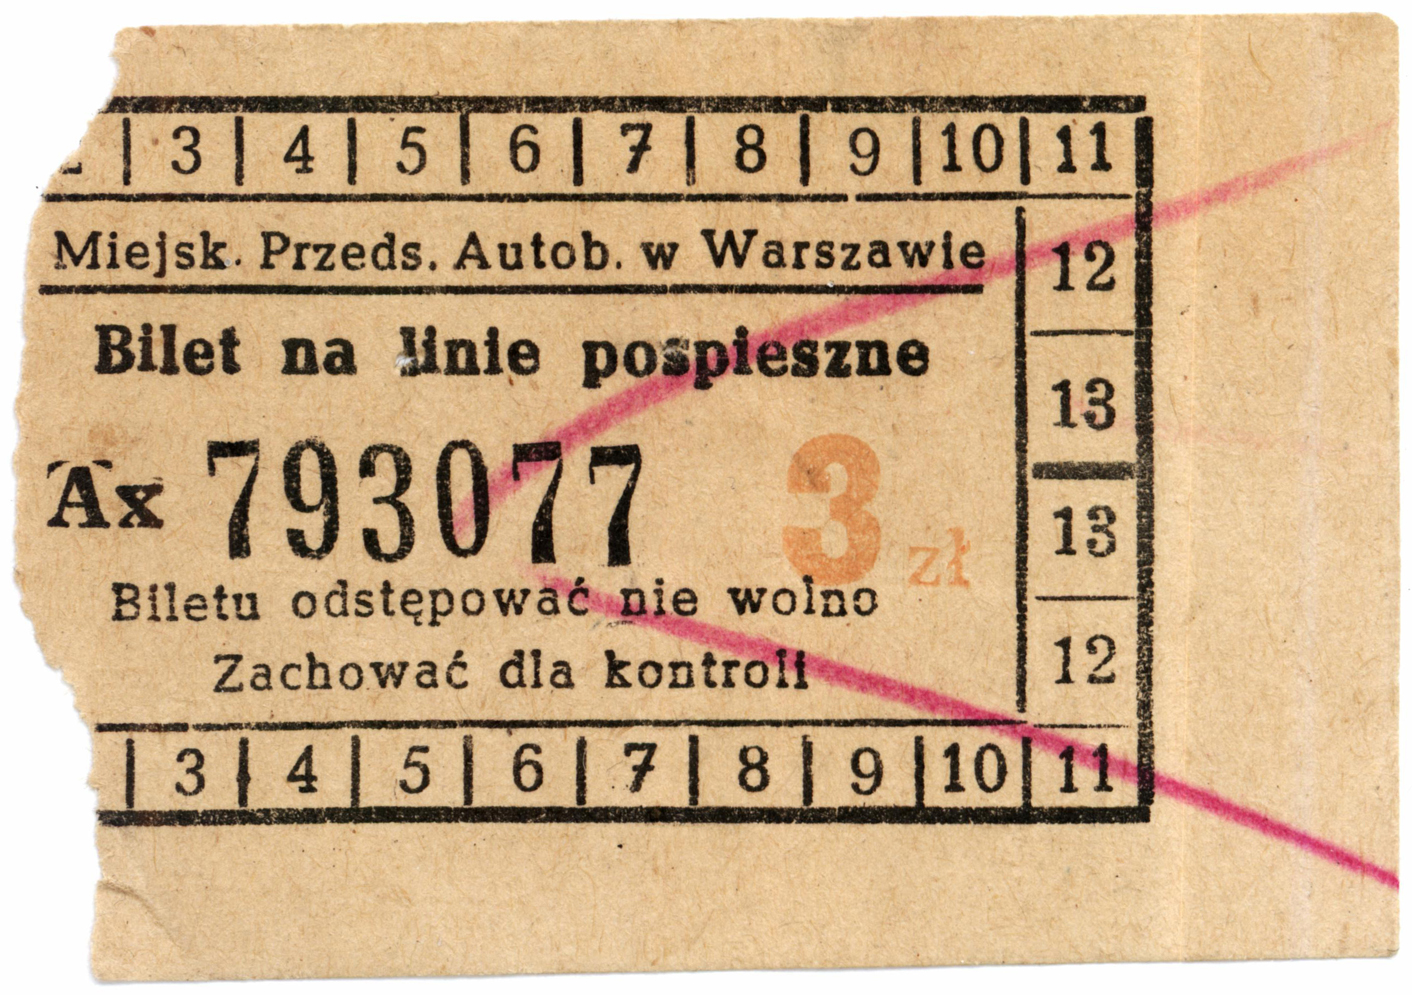 3 | 4 | 5 | 6 | 7 | 8 | 9 | 10 | 11
Miejsk. Przeds. Autob. w Warszawie
12
Bilet na linie pospieszne
13
Ax 793077 3 zł
13
Biletu odstępować nie wolno
Zachować dla kontroli
12
3 | 4 | 5 | 6 | 7 | 8 | 9 | 10 | 11